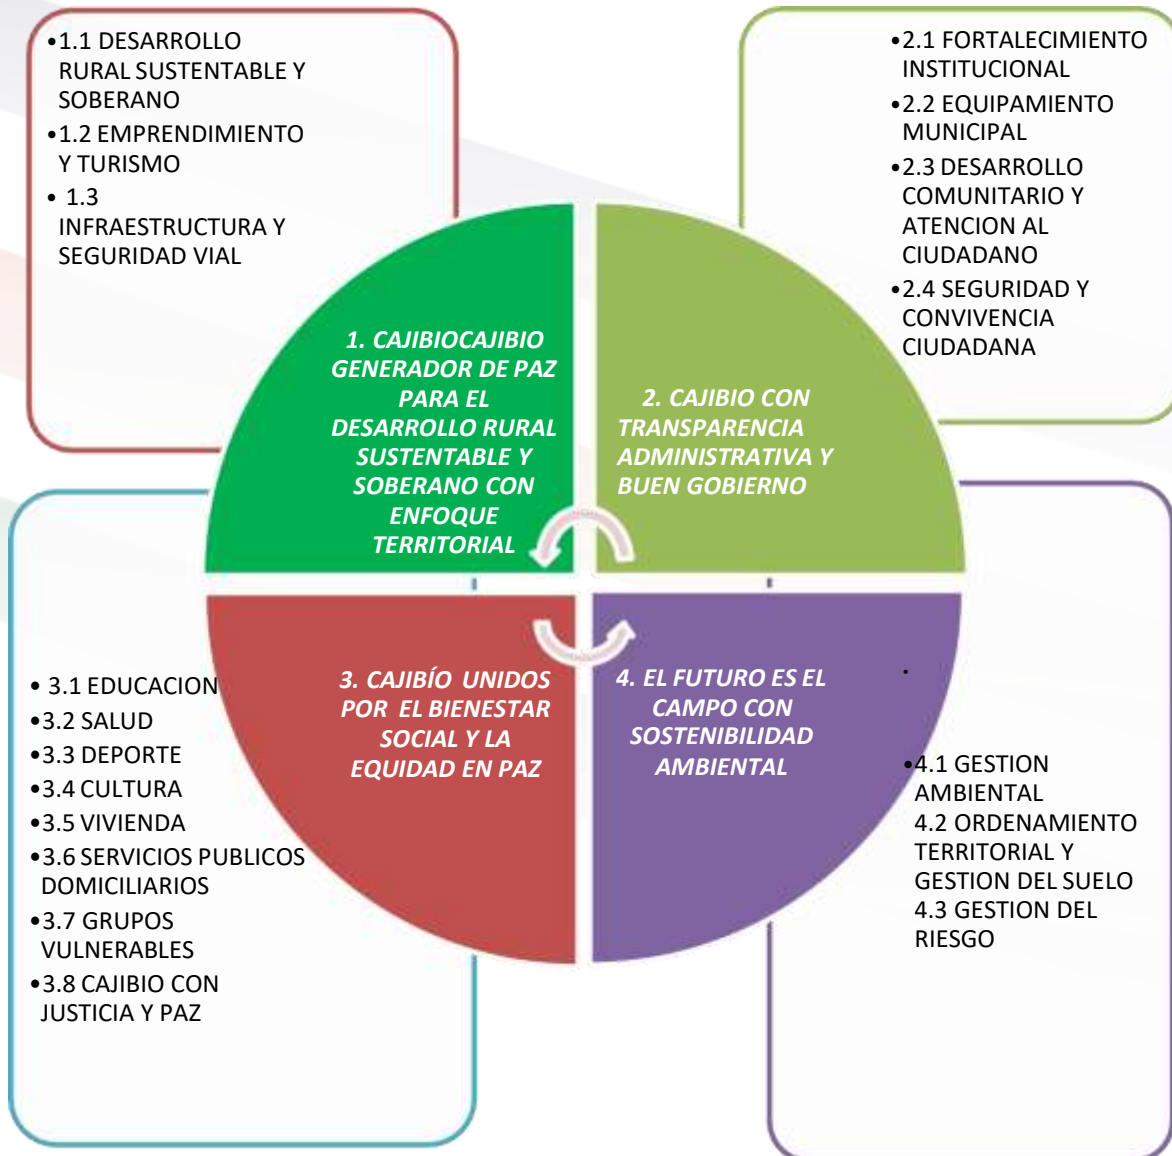 •1.1 DESARROLLO
RURAL SUSTENTABLE Y
SOBERANO
•1.2 EMPRENDIMIENTO
Y TURISMO
• 1.3
INFRAESTRUCTURA Y
SEGURIDAD VIAL
•2.1 FORTALECIMIENTO
INSTITUCIONAL
•2.2 EQUIPAMIENTO
MUNICIPAL
•2.3 DESARROLLO
COMUNITARIO Y
ATENCION AL
CIUDADANO
•2.4 SEGURIDAD Y
CONVIVENCIA
CIUDADANA
1. CAJIBIOCAJIBIO
GENERADOR DE PAZ
PARA EL
DESARROLLO RURAL
SUSTENTABLE Y
SOBERANO CON
ENFOQUE
TERRITORIAL
2. CAJIBIO CON
TRANSPARENCIA
ADMINISTRATIVA Y
BUEN GOBIERNO
3. CAJIBÍO UNIDOS
POR EL BIENESTAR
SOCIAL Y LA
EQUIDAD EN PAZ
4. EL FUTURO ES EL
CAMPO CON
SOSTENIBILIDAD
AMBIENTAL
• 3.1 EDUCACION
•3.2 SALUD
•3.3 DEPORTE
•3.4 CULTURA
•3.5 VIVIENDA
•3.6 SERVICIOS PUBLICOS
DOMICILIARIOS
•3.7 GRUPOS
VULNERABLES
•3.8 CAJIBIO CON
JUSTICIA Y PAZ
.
•4.1 GESTION
AMBIENTAL
4.2 ORDENAMIENTO
TERRITORIAL Y
GESTION DEL SUELO
4.3 GESTION DEL
RIESGO